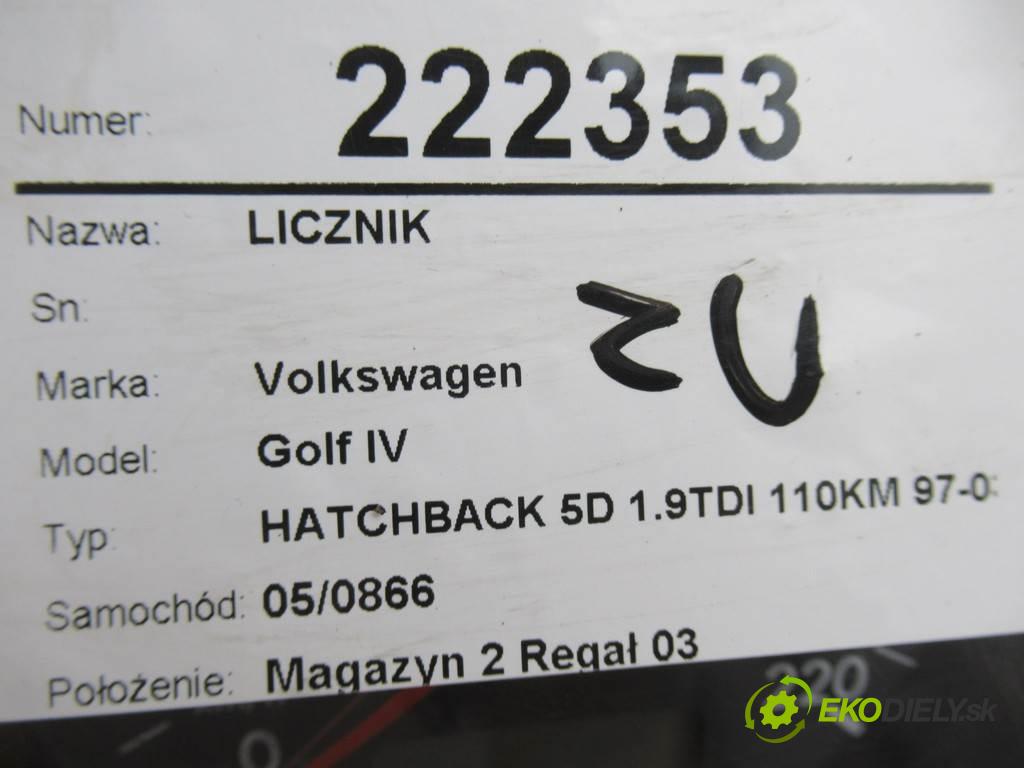 Numer: 222353
Nazwa: LICZNIK
Sn:
Marka: Volkswagen
Model: Golf IV
Typ: HATCHBACK 5D 1.9TDI 110KM 97-0
Samochód: 05/0866
Położenie: Magazyn 2 Regał 03
0
220
EKODIELY.sk